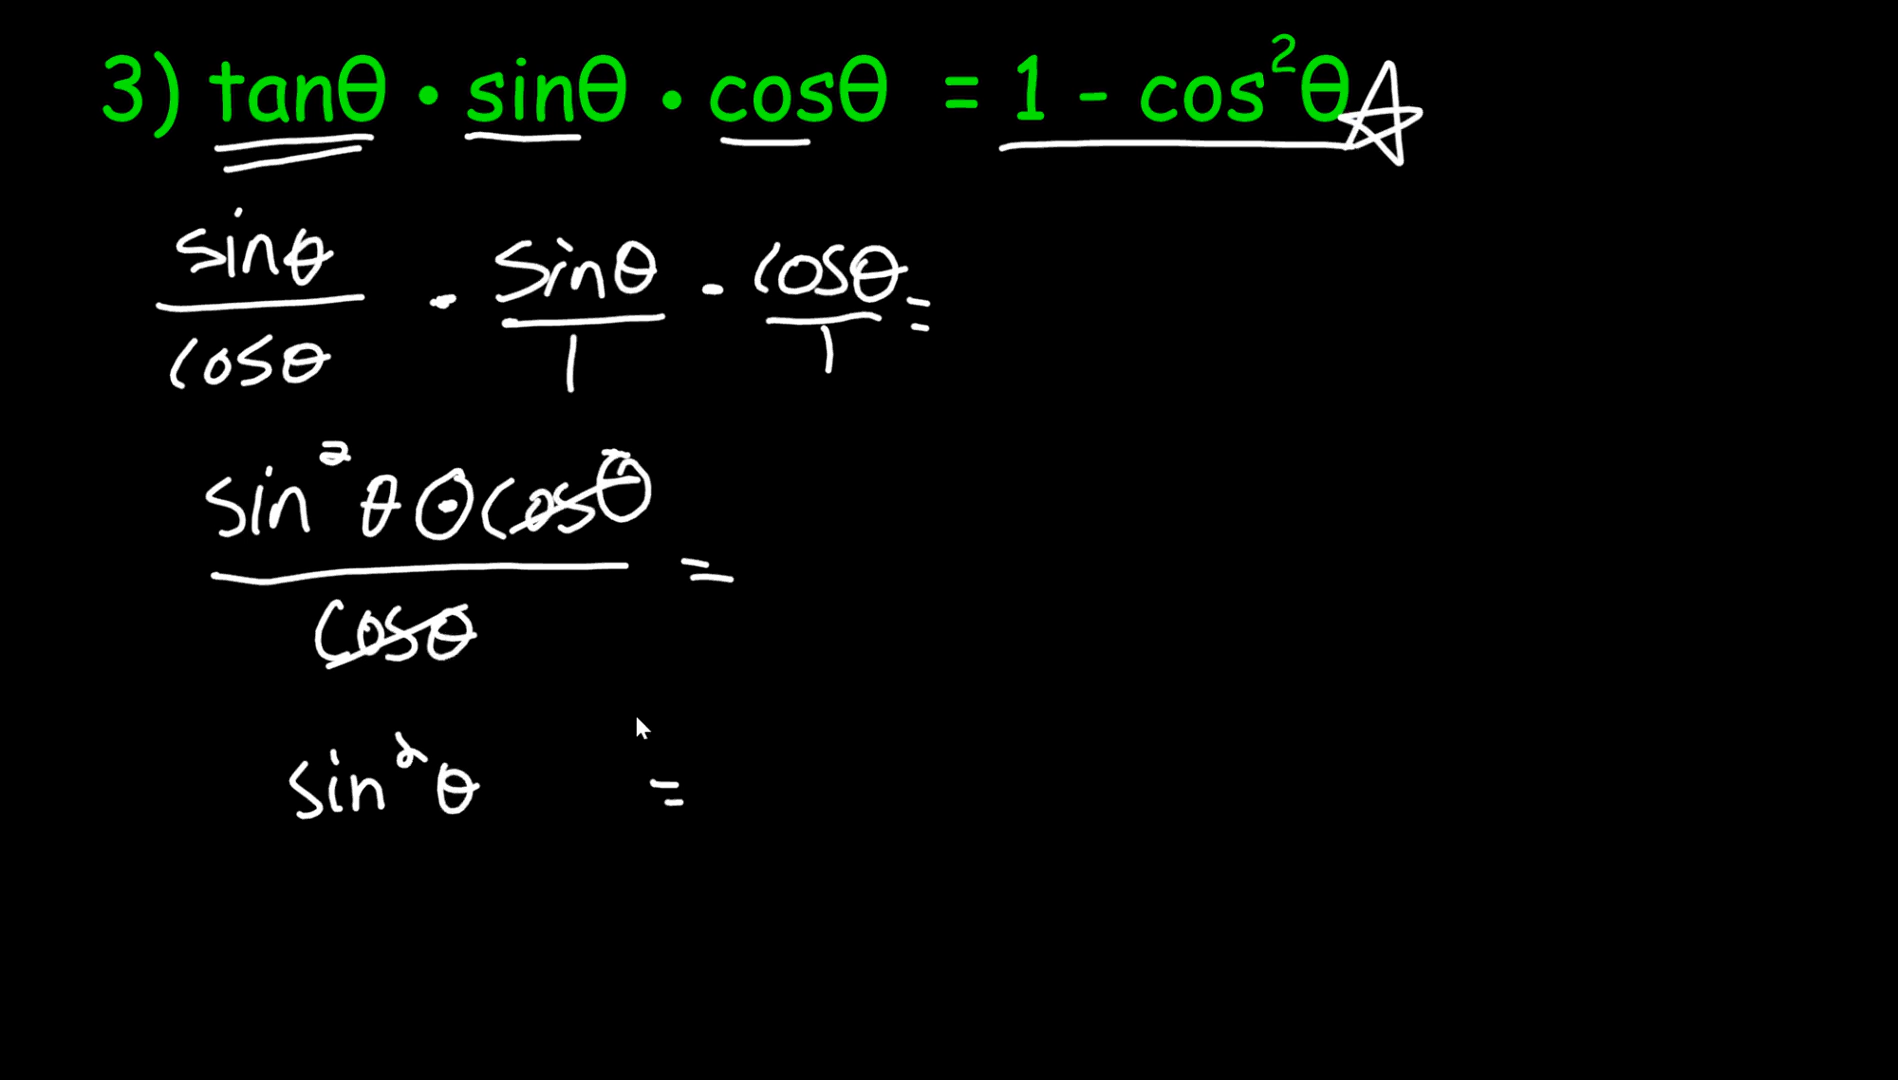 3) tanθ • sinθ • cosθ = 1 - cos²θ
sinθ/cosθ · sinθ/1 · cosθ/1 =
sin²θ · cosθ/cosθ =
sin²θ =